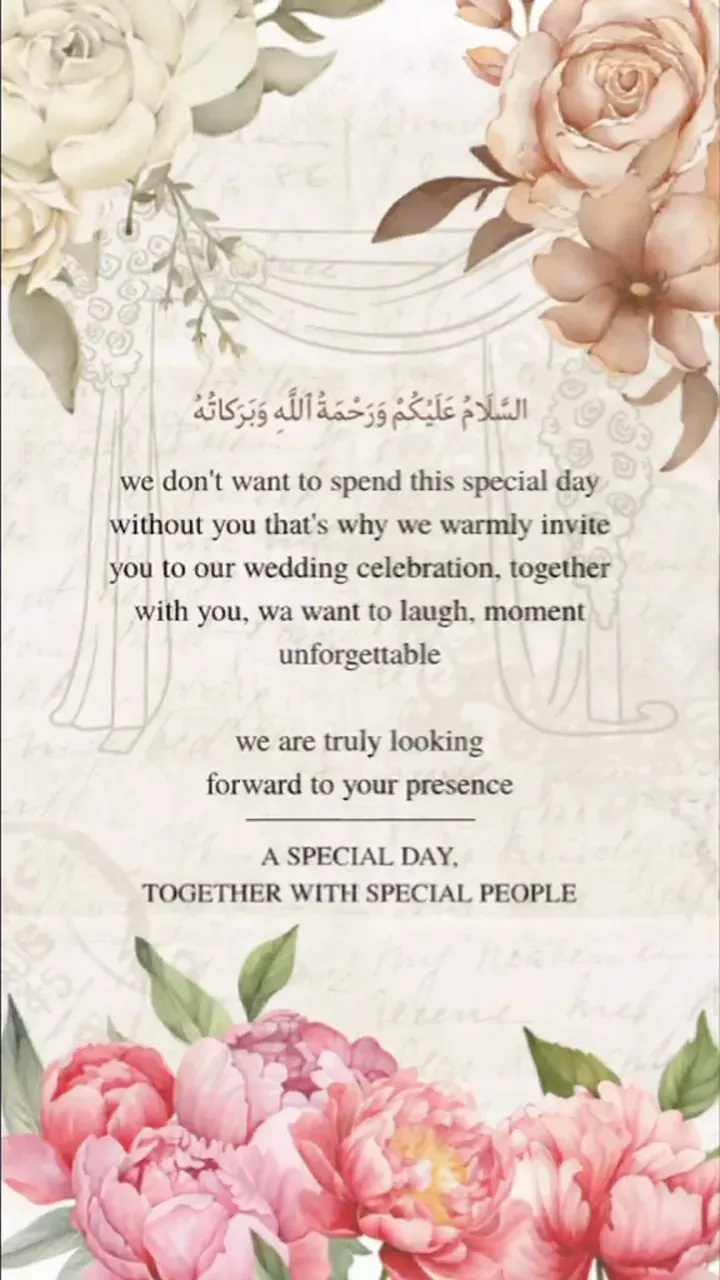 السَّلَامُ عَلَيْكُمْ وَرَحْمَةُ ٱللَّهِ وَبَرَكاتُهُ
we don't want to spend this special day
without you that's why we warmly invite
you to our wedding celebration, together
with you, wa want to laugh, moment
unforgettable
we are truly looking
forward to your presence
A SPECIAL DAY,
TOGETHER WITH SPECIAL PEOPLE